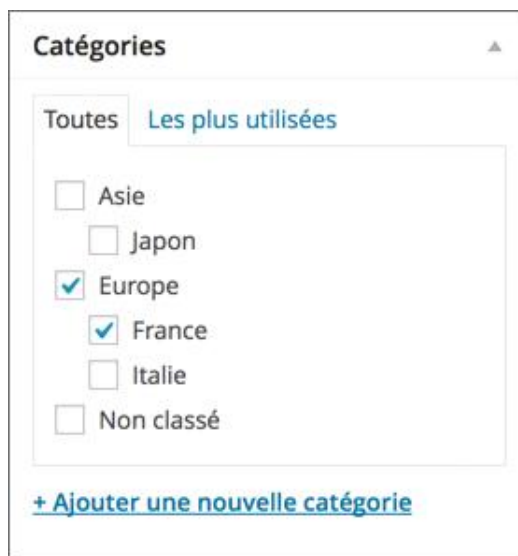 Catégories
Toutes Les plus utilisées
Asie
Japon
Europe
France
Italie
Non classé
+ Ajouter une nouvelle catégorie